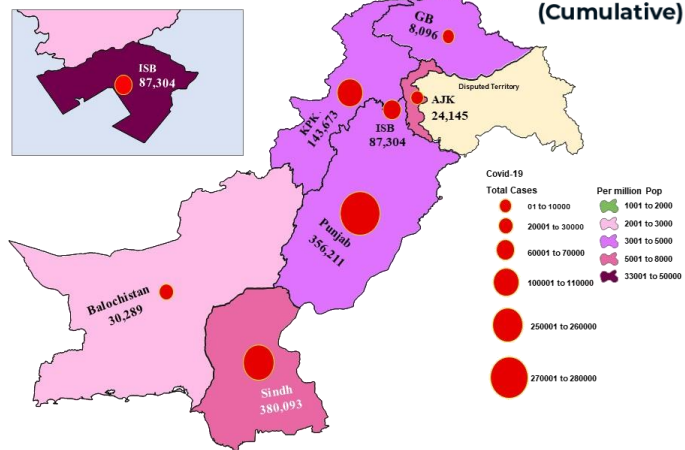 (Cumulative)
ISB
87,304
GB
8,096
Disputed Territory
AJK
24,145
KPK
143,673
ISB
87,304
Punjab
356,211
Balochistan
30,289
Sindh
380,093
Covid-19
Total Cases
01 to 10000
20001 to 30000
60001 to 70000
100001 to 110000
250001 to 260000
270001 to 280000
Per million Pop
1001 to 2000
2001 to 3000
3001 to 5000
5001 to 8000
33001 to 50000